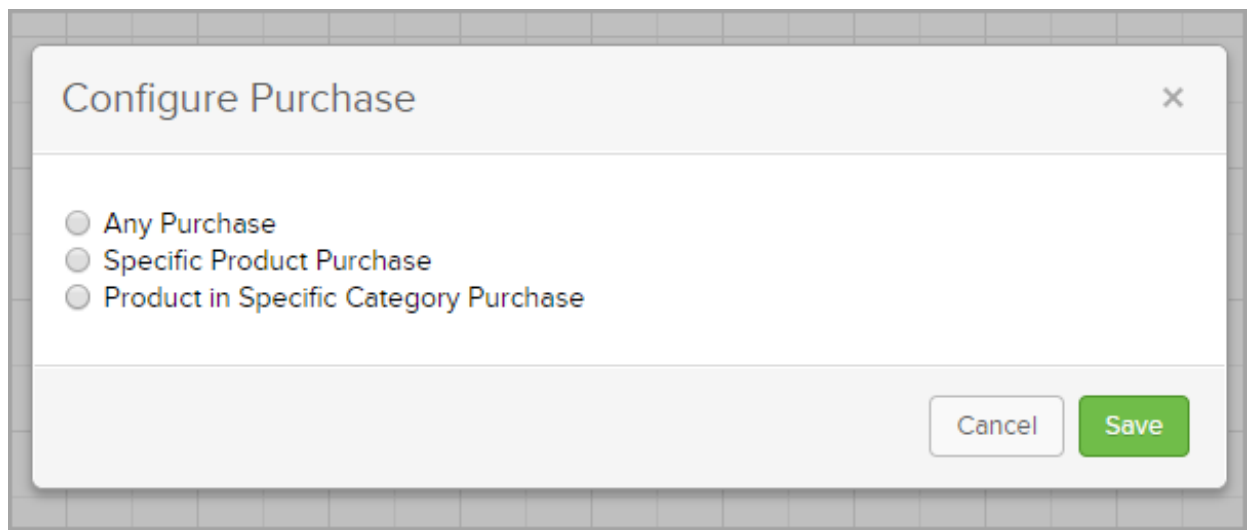 Configure Purchase
Any Purchase
Specific Product Purchase
Product in Specific Category Purchase
Cancel
Save